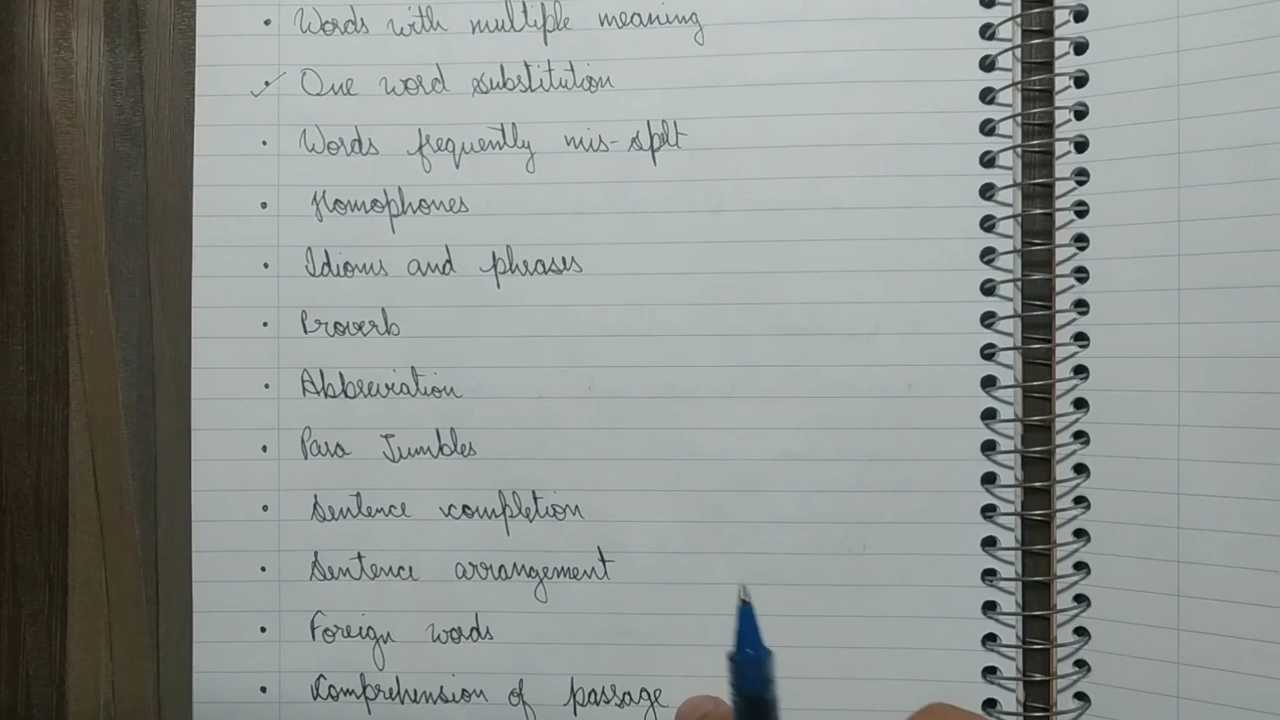 • Words with multiple meaning
✓ One word substitution
• Words frequently mis-splt
• Homophones
• Idioms and phrases
• Proverb
• Abbreviation
• Para Jumbles
• Sentence completion
• Sentence arrangement
• Foreign words
• Comprehension of passage